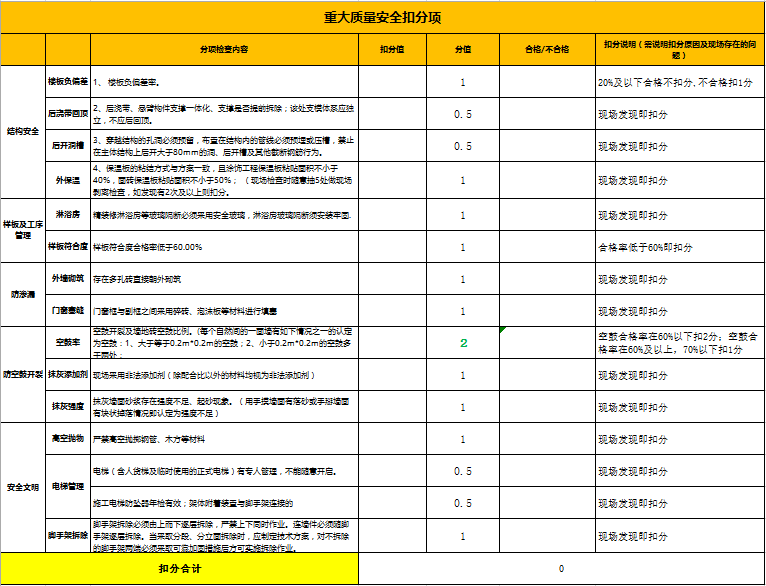 重大质量安全扣分项
分项检查内容 扣分值 分值 合格/不合格 扣分说明（需说明扣分原因及现场存在的问
题）
结构安全
楼板负偏差 1、 楼板负偏差率。 1 20%及以下合格不扣分,不合格扣1分
后浇带回顶 2、后浇带、悬臂构件支撑一体化、支撑是否提前拆除；该处支模体系应独
立，不应后回顶。 0.5 现场发现即扣分
后开洞槽 3、穿越结构的孔洞必须预留，布置在结构内的管线必须预埋或压槽，禁止
在主体结构上后开大于80mm的洞、后开槽及其他截断钢筋行为。 0.5 现场发现即扣分
外保温 4、保温板的粘结方式与方案一致，且涂饰工程保温板粘贴面积不小于
40%，面砖保温板粘贴面积不小于50%； （现场检查时随意抽5处做现场
剥离检查，如发现有2次及以上则扣分。 1 现场发现即扣分
样板及工序
管理
淋浴房 精装修淋浴房等玻璃隔断必须采用安全玻璃，淋浴房玻璃隔断须安装牢固. 1 现场发现即扣分
样板符合度 样板符合度合格率低于60.00% 1 合格率低于60%即扣分
防渗漏
外墙砌筑 存在多孔砖直接朝外砌筑 1 现场发现即扣分
门窗塞缝 门窗框与副框之间采用碎砖、泡沫板等材料进行填塞 1 现场发现即扣分
防空鼓开裂
空鼓率 空鼓开裂及墙地砖空鼓比例。(每个自然间的一面墙有如下情况之一的认定
为空鼓：1、大于等于0.2m*0.2m的空鼓；2、小于0.2m*0.2m的空鼓多
于两处； 2 空鼓合格率在60%以下扣2分；空鼓合
格率在60%及以上，70%以下扣1分
抹灰添加剂 现场采用非法添加剂（除配合比以外的材料均视为非法添加剂） 1 现场发现即扣分
抹灰强度 抹灰墙面砂浆存在强度不足、起砂现象。（用手摸墙面有落砂或手掰墙面
有块状掉落情况即认定为强度不足） 1 现场发现即扣分
安全文明
高空抛物 严禁高空抛掷钢管、木方等材料 1 现场发现即扣分
电梯管理 电梯（含人货梯及临时使用的正式电梯）有专人管理，不能随意开启。 0.5 现场发现即扣分
施工电梯防坠器年检有效；架体附着装置与脚手架连接的 0.5 现场发现即扣分
脚手架拆除 脚手架拆除必须由上而下逐层拆除，严禁上下同时作业。连墙件必须随脚
手架逐层拆除。当采取分段、分立面拆除时，应制定技术方案，对不拆除
的脚手架两端必须采取可靠加固措施后方可实施拆除作业。 1 现场发现即扣分
扣分合计 0